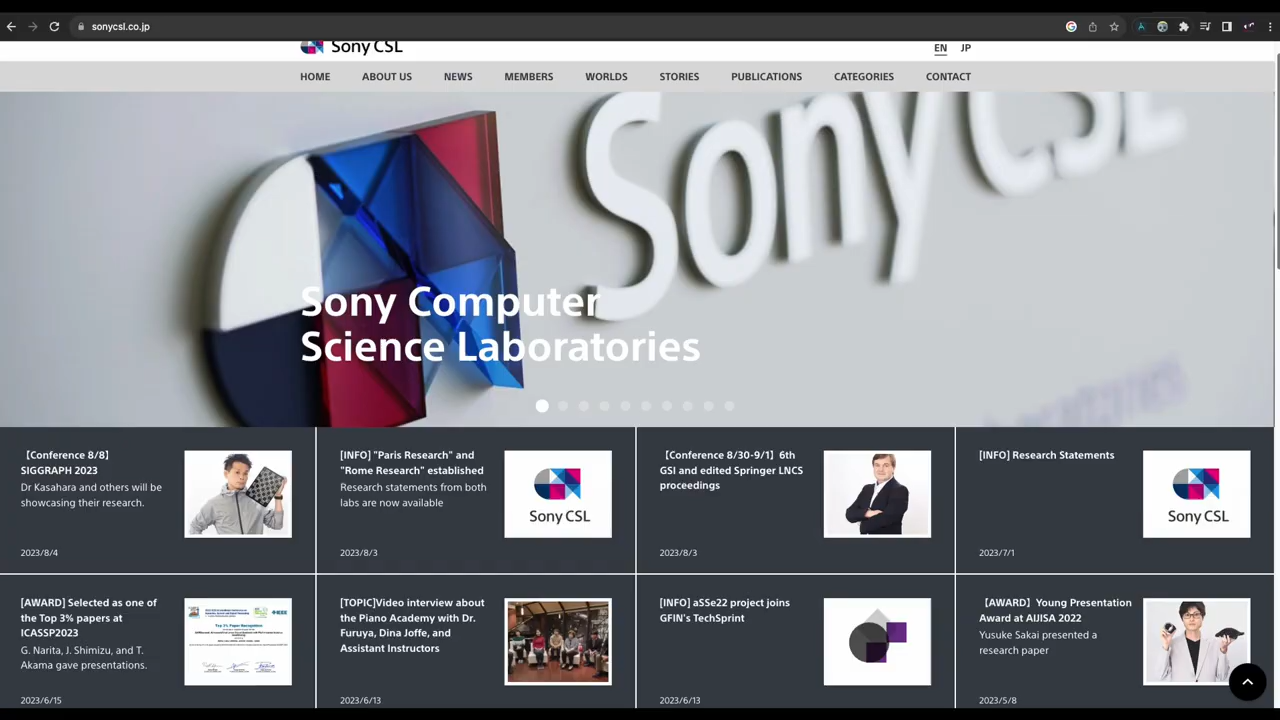 sonycsl.co.jp
Sony CSL
EN JP
HOME ABOUT US NEWS MEMBERS WORLDS STORIES PUBLICATIONS CATEGORIES CONTACT
Sony CSL
Sony Computer
Science Laboratories
【Conference 8/8】
SIGGRAPH 2023
Dr Kasahara and others will be
showcasing their research.
2023/8/4
[INFO] "Paris Research" and
"Rome Research" established
Research statements from both
labs are now available
Sony CSL
2023/8/3
【Conference 8/30-9/1】6th
GSI and edited Springer LNCS
proceedings
2023/8/3
[INFO] Research Statements
Sony CSL
2023/7/1
[AWARD] Selected as one of
the Top 3% papers at
ICASSP2023
G. Narita, J. Shimizu, and T.
Akama gave presentations.
Top 3% Paper Recognition
IEEE
2023/6/15
[TOPIC]Video interview about
the Piano Academy with Dr.
Furuya, Dina Joffe, and
Assistant Instructors
2023/6/13
[INFO] aSSe22 project joins
GFIN's TechSprint
2023/6/13
【AWARD】Young Presentation
Award at AIJISA 2022
Yusuke Sakai presented a
research paper
2023/5/8